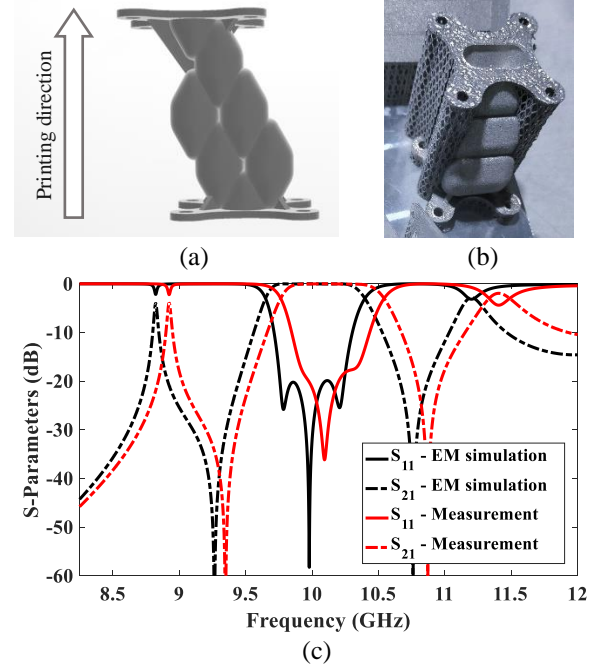 Printing direction
(a)
(b)
0
-10
-20
-30
-40
-50
-60
S-Parameters (dB)
S11 - EM simulation
S21 - EM simulation
S11 - Measurement
S21 - Measurement
8.5 9 9.5 10 10.5 11 11.5 12
Frequency (GHz)
(c)